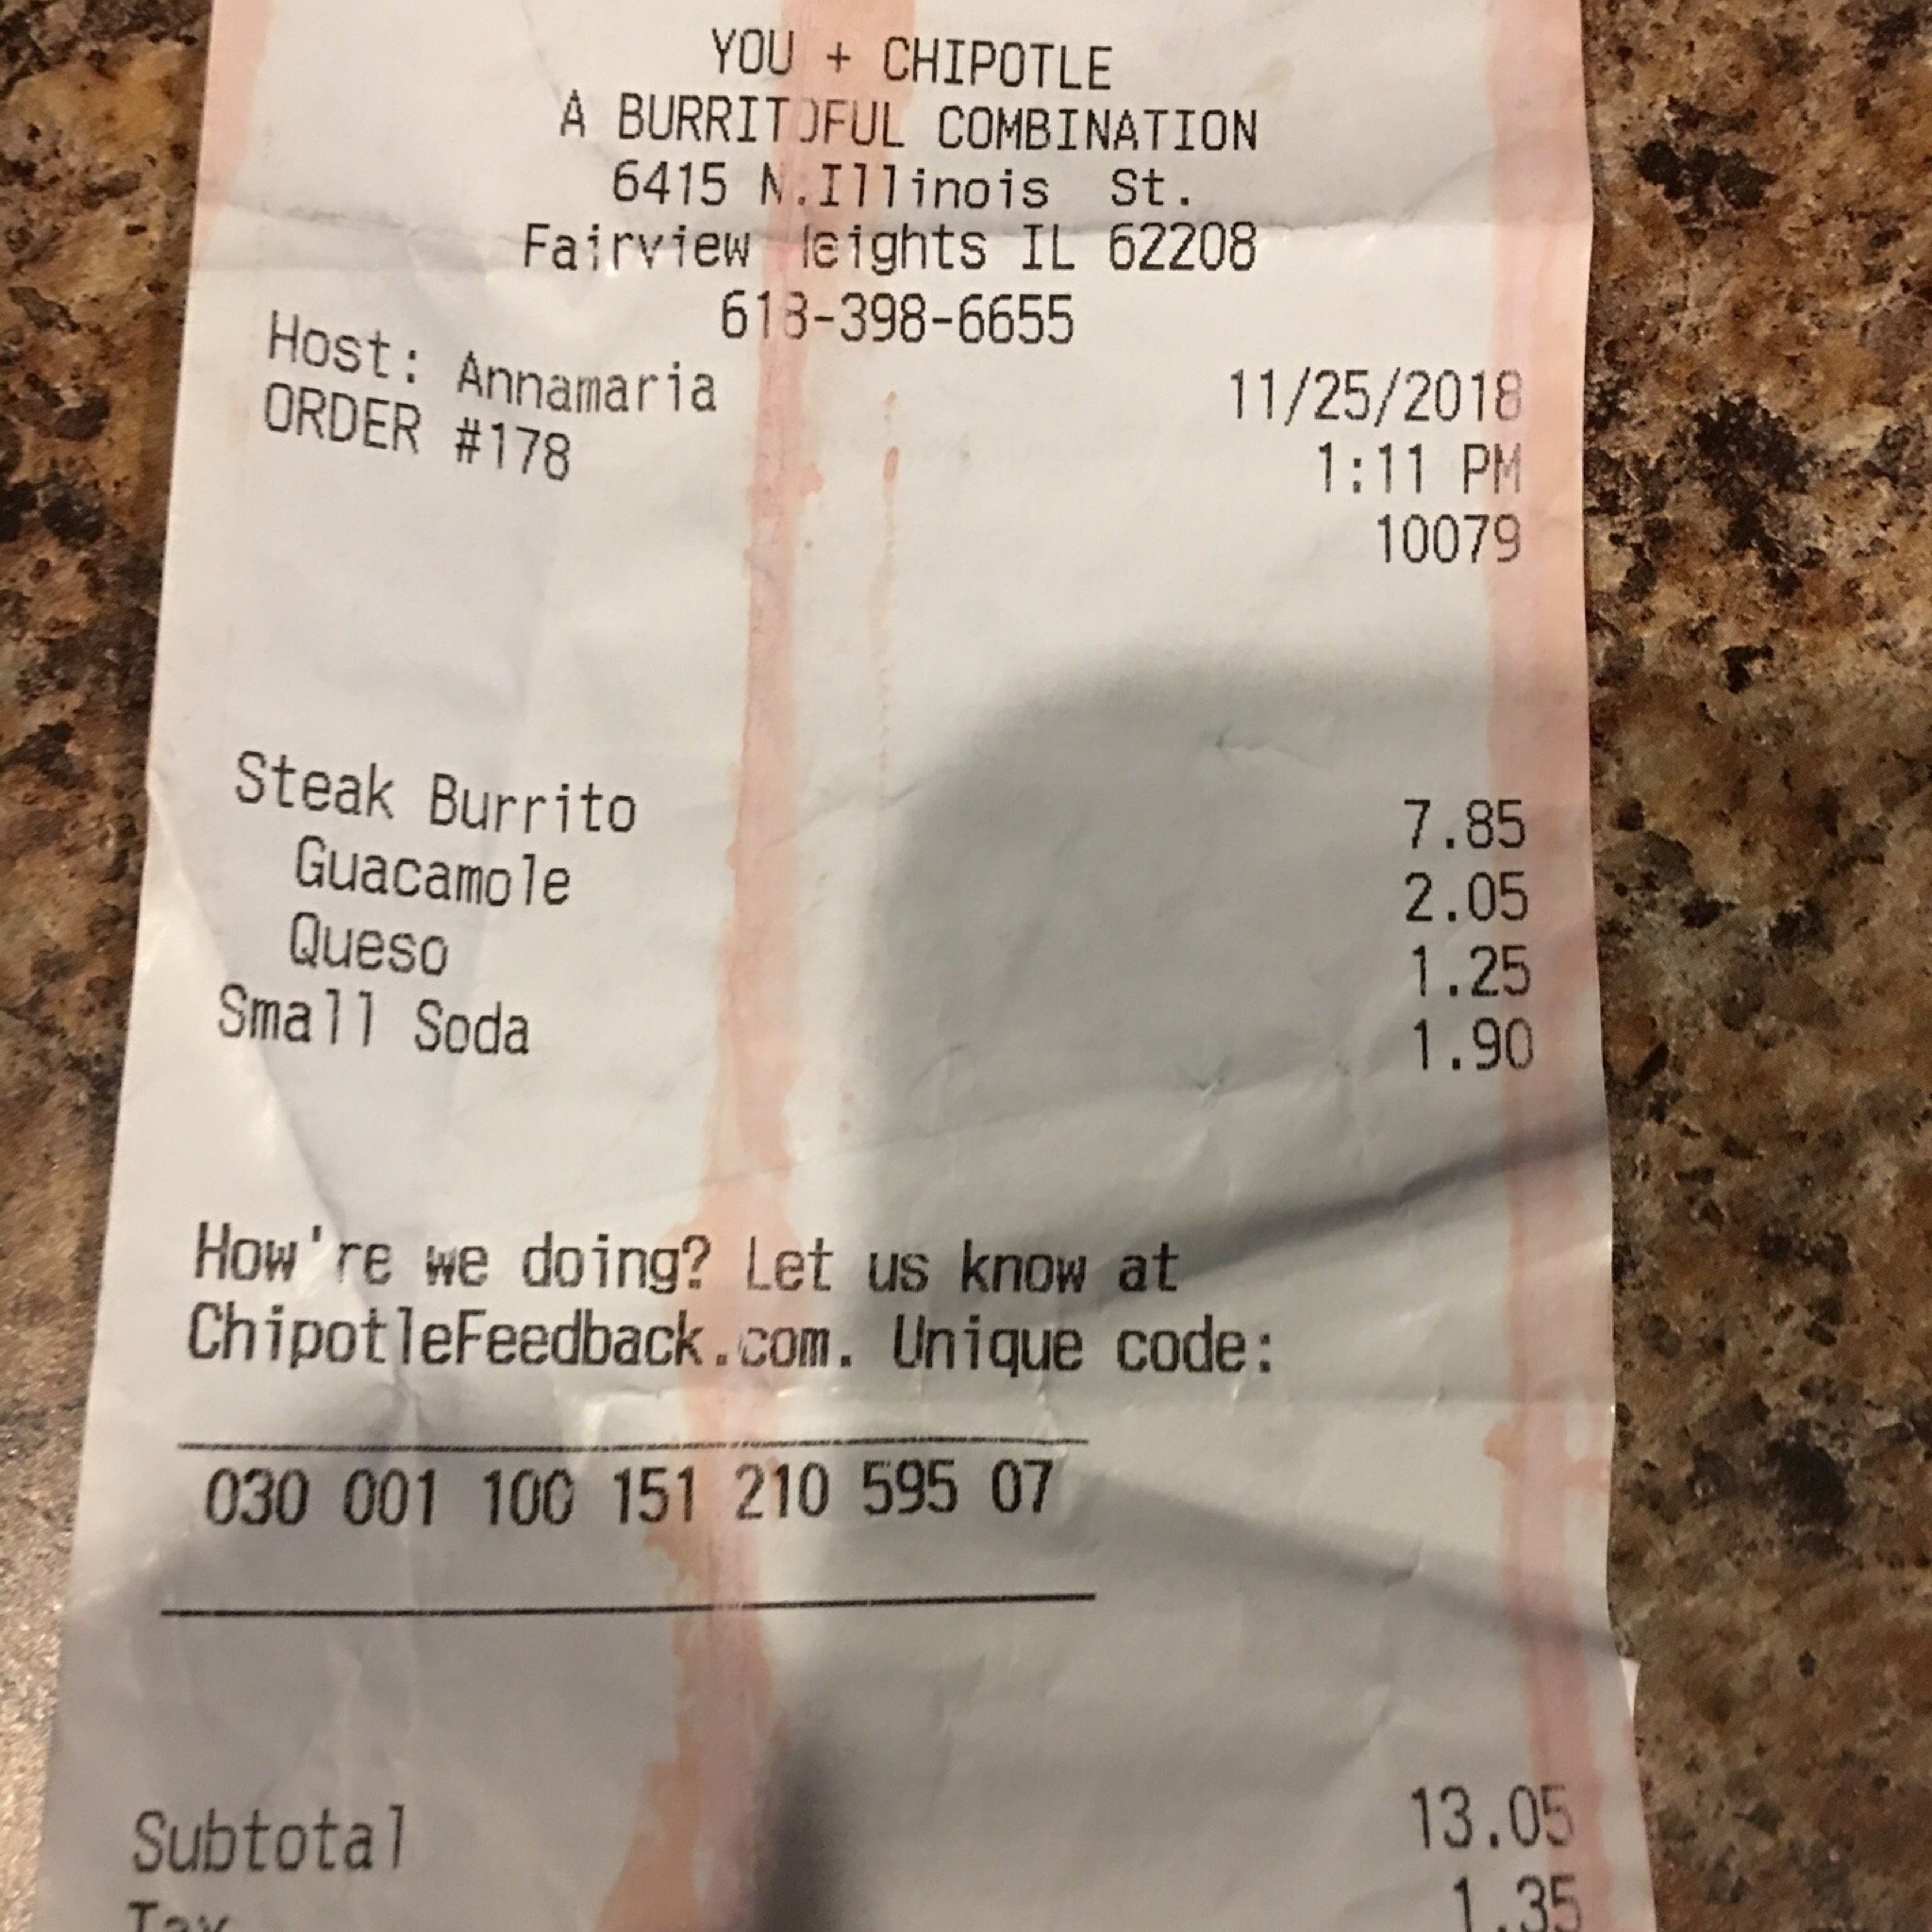 YOU + CHIPOTLE
A BURRITOFUL COMBINATION
6415 N.Illinois St.
Fairview Heights IL 62208
618-398-6655
Host: Annamaria 11/25/2018
ORDER #178 1:11 PM
10079
Steak Burrito 7.85
Guacamole 2.05
Queso 1.25
Small Soda 1.90
How're we doing? Let us know at
ChipotleFeedback.com. Unique code:
030 001 100 151 210 595 07
Subtotal 13.05
Tax 1.35